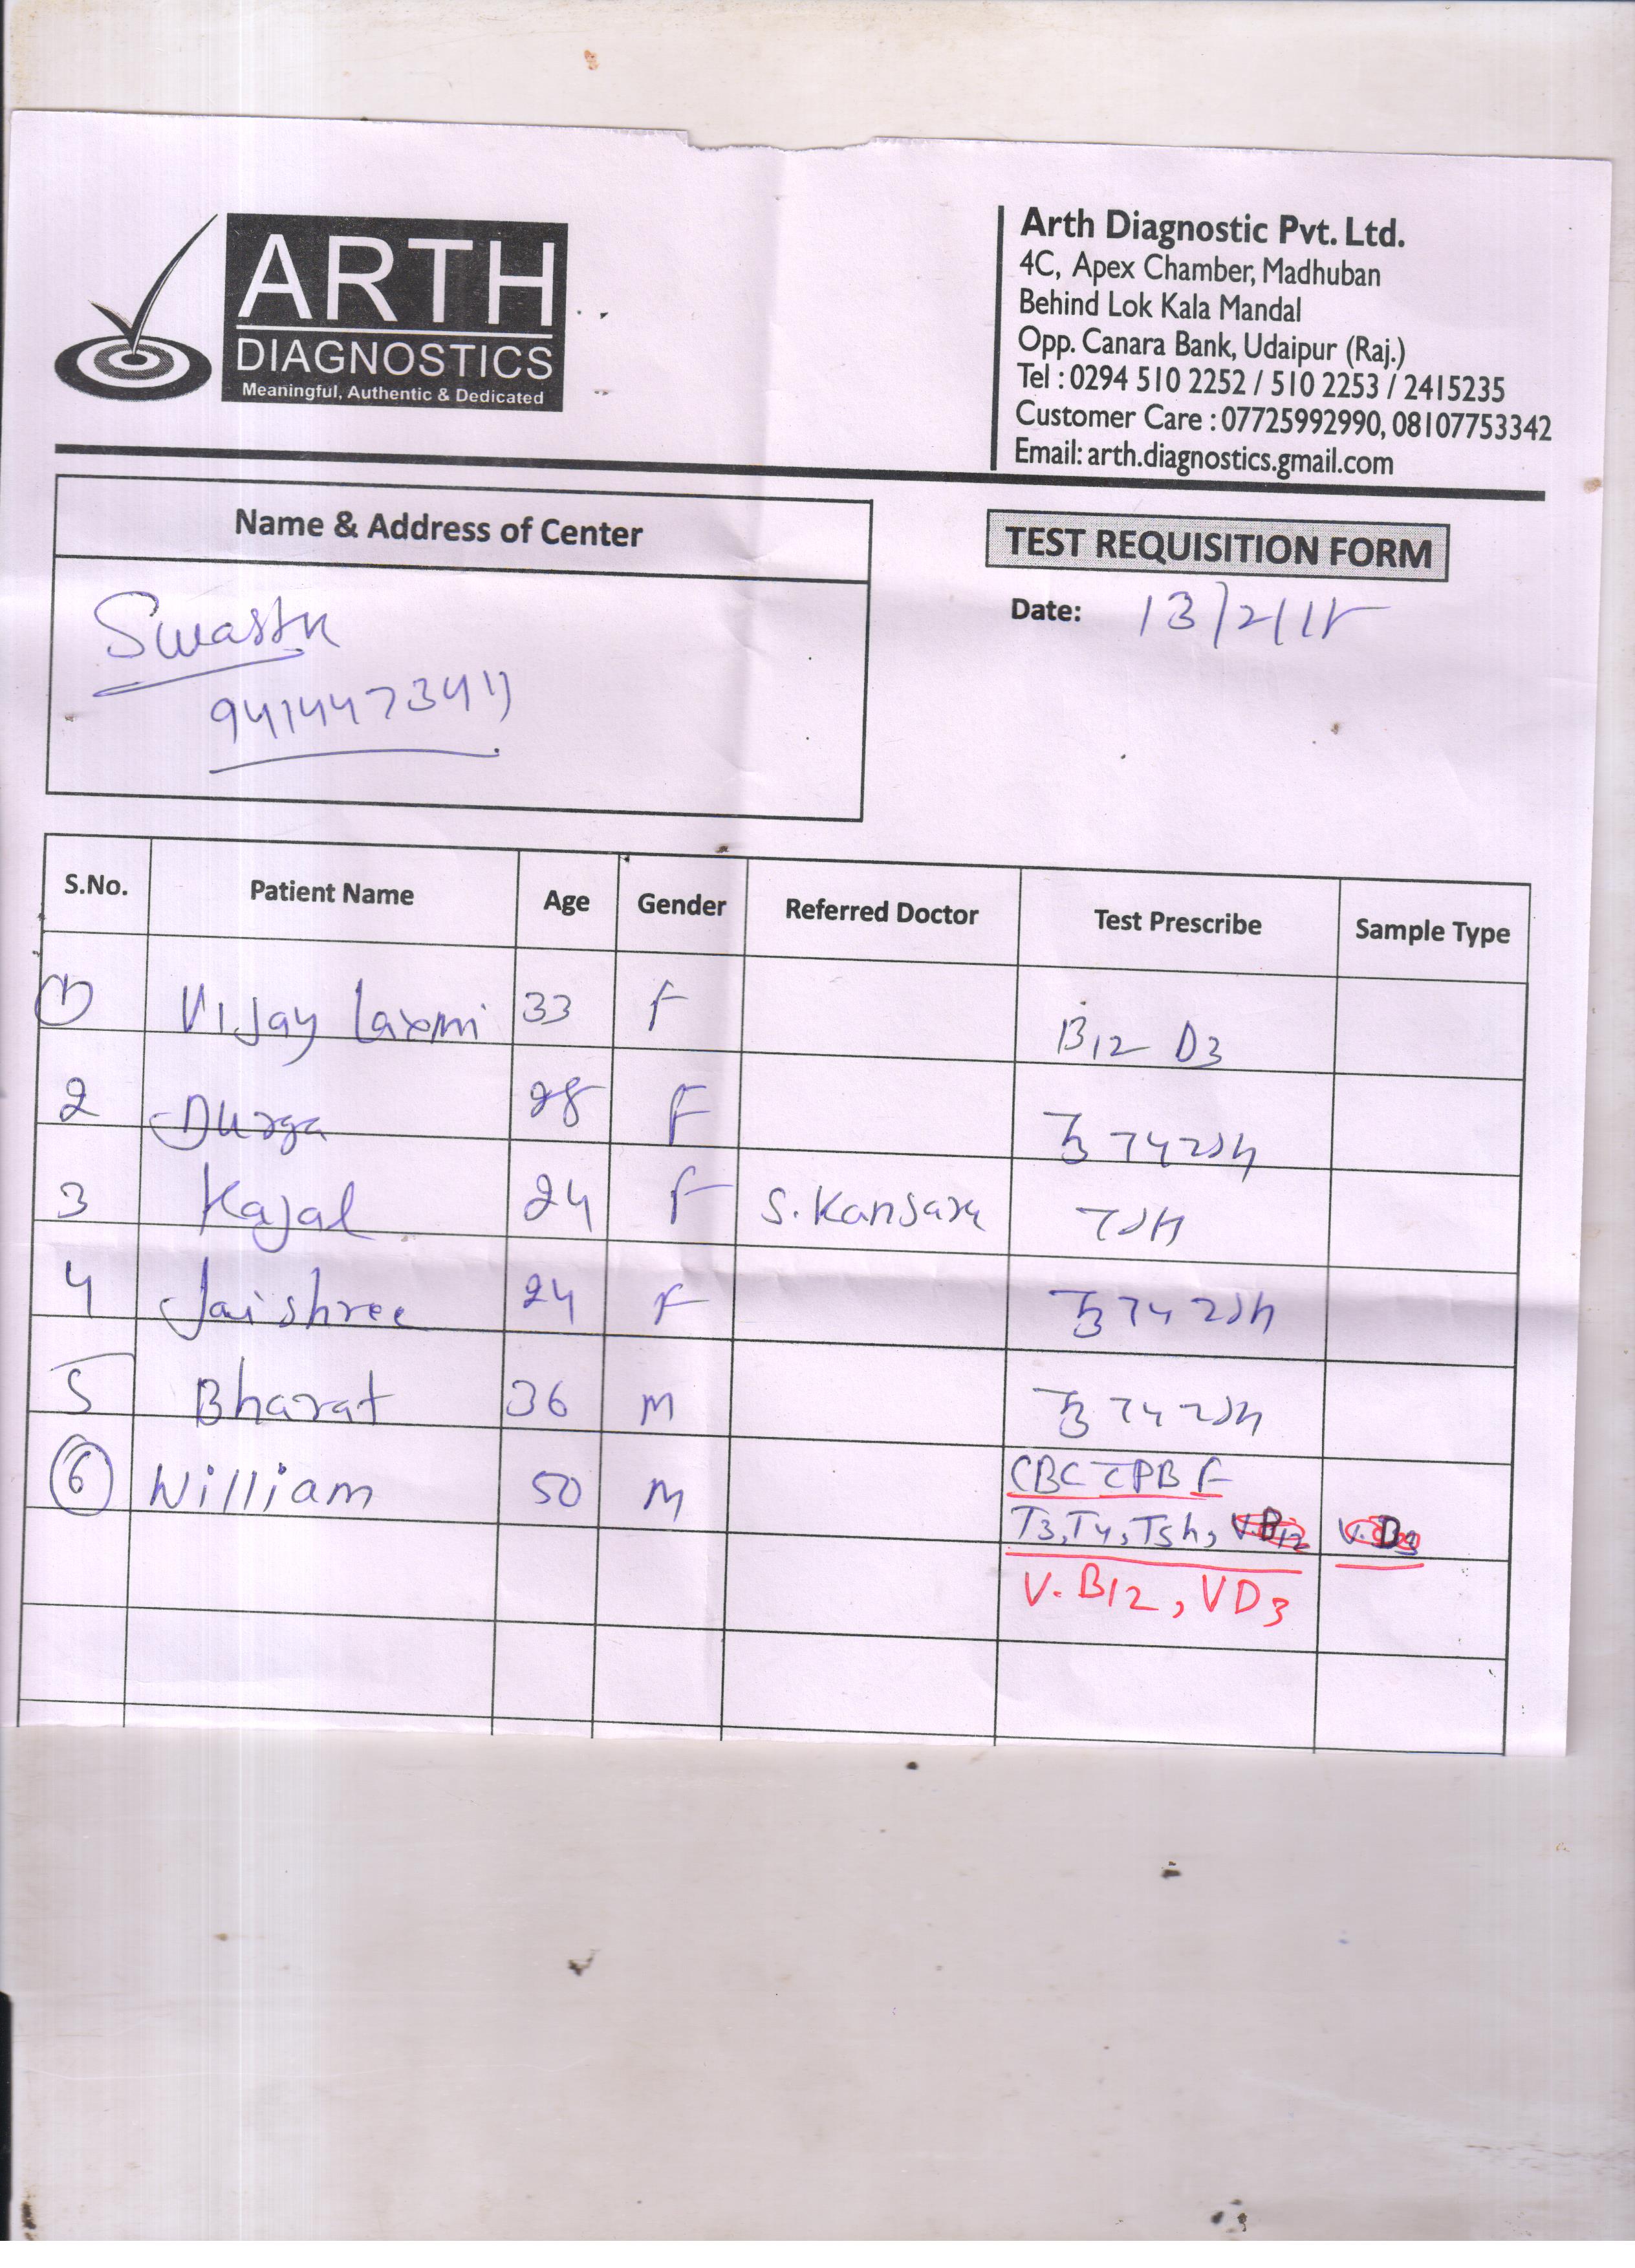 ARTH
DIAGNOSTICS
Meaningful, Authentic & Dedicated
Arth Diagnostic Pvt. Ltd.
4C, Apex Chamber, Madhuban
Behind Lok Kala Mandal
Opp. Canara Bank, Udaipur (Raj.)
Tel : 0294 510 2252 / 510 2253 / 2415235
Customer Care : 07725992990, 08107753342
Email: arth.diagnostics.gmail.com
Name & Address of Center
TEST REQUISITION FORM
Date: 13/2/18
S.No. Patient Name Age Gender Referred Doctor Test Prescribe Sample Type
1 Vijay Laxmi 33 F B12 D3
2 Durga 28 F T3 T4 TSH
3 Kajal 24 F S. Kansara TSH
4 Jaishree 24 F T3 T4 TSH
5 Bharat 36 M T3 T4 TSH
6 William 50 M CBC PBF
T3, T4, Tsh,
V. B12, VD3